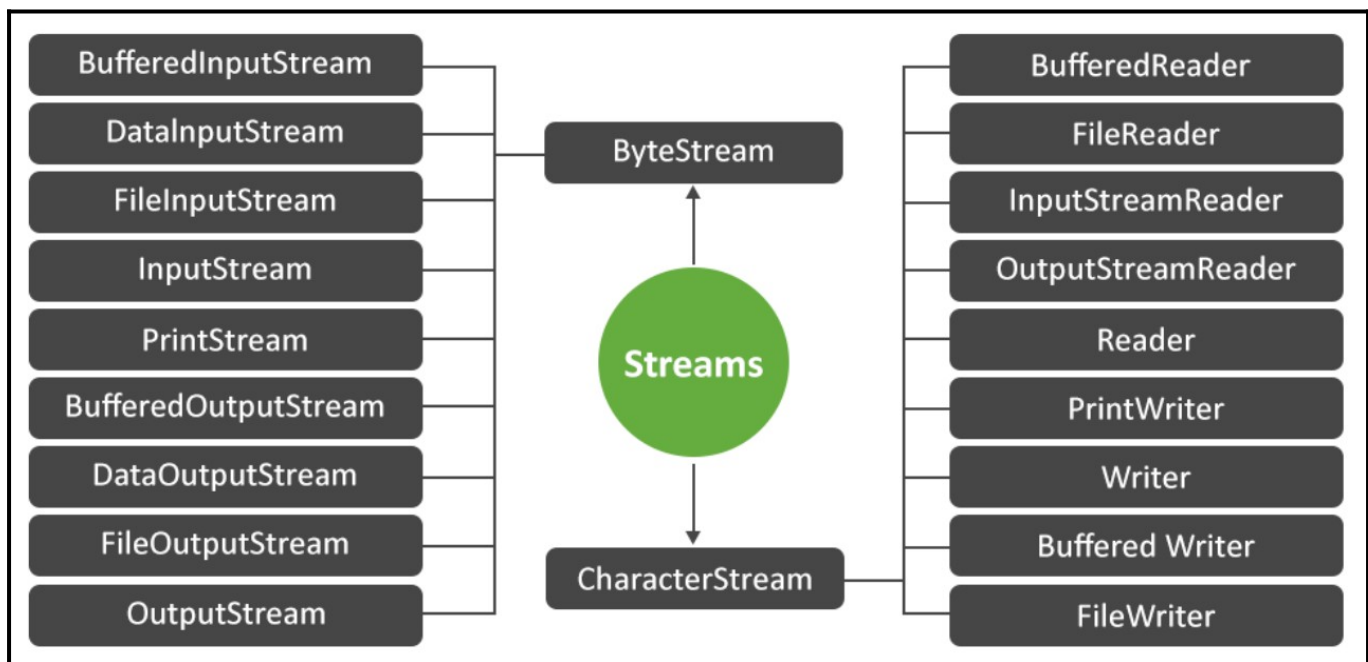 BufferedInputStream
DataInputStream
FileInputStream
InputStream
PrintStream
BufferedOutputStream
DataOutputStream
FileOutputStream
OutputStream
ByteStream
Streams
CharacterStream
BufferedReader
FileReader
InputStreamReader
OutputStreamReader
Reader
PrintWriter
Writer
Buffered Writer
FileWriter